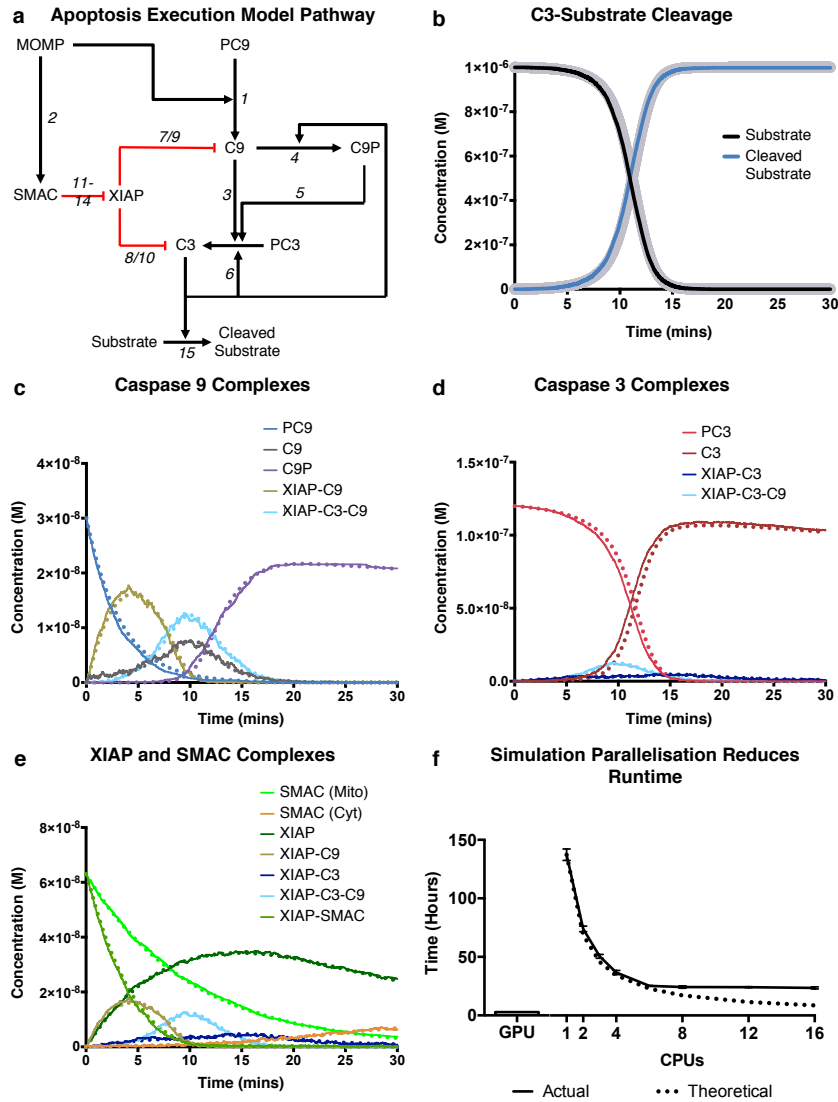 a
Apoptosis Execution Model Pathway
MOMP
PC9
1
2
7/9
C9
4
C9P
SMAC
11-
14
XIAP
3
5
C3
PC3
8/10
6
Substrate
15
Cleaved
Substrate
b
C3-Substrate Cleavage
Concentration (M)
1×10⁻⁶
8×10⁻⁷
6×10⁻⁷
4×10⁻⁷
2×10⁻⁷
0
Substrate
Cleaved
Substrate
0 5 10 15 20 25 30
Time (mins)
c
Caspase 9 Complexes
PC9
C9
C9P
XIAP-C9
XIAP-C3-C9
Concentration (M)
4×10⁻⁸
3×10⁻⁸
2×10⁻⁸
1×10⁻⁸
0
0 5 10 15 20 25 30
Time (mins)
d
Caspase 3 Complexes
PC3
C3
XIAP-C3
XIAP-C3-C9
Concentration (M)
1.5×10⁻⁷
1.0×10⁻⁷
5.0×10⁻⁸
0.0
0 5 10 15 20 25 30
Time (mins)
e
XIAP and SMAC Complexes
SMAC (Mito)
SMAC (Cyt)
XIAP
XIAP-C9
XIAP-C3
XIAP-C3-C9
XIAP-SMAC
Concentration (M)
8×10⁻⁸
6×10⁻⁸
4×10⁻⁸
2×10⁻⁸
0
0 5 10 15 20 25 30
Time (mins)
f
Simulation Parallelisation Reduces
Runtime
Time (Hours)
150
100
50
0
GPU 1 2 4 8 12 16
CPUs
Actual
Theoretical